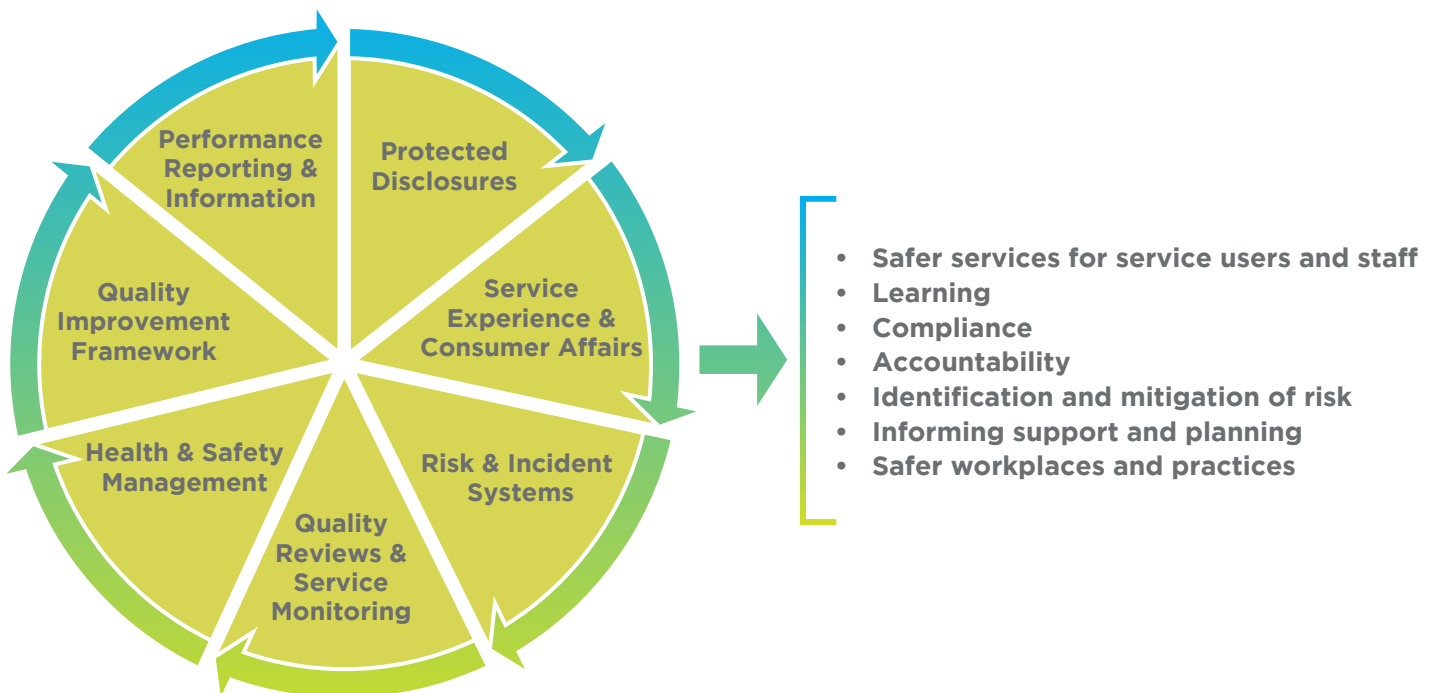 Performance
Reporting &
Information
Protected
Disclosures
Service
Experience &
Consumer Affairs
Risk & Incident
Systems
Quality
Reviews &
Service
Monitoring
Health & Safety
Management
Quality
Improvement
Framework
• Safer services for service users and staff
• Learning
• Compliance
• Accountability
• Identification and mitigation of risk
• Informing support and planning
• Safer workplaces and practices